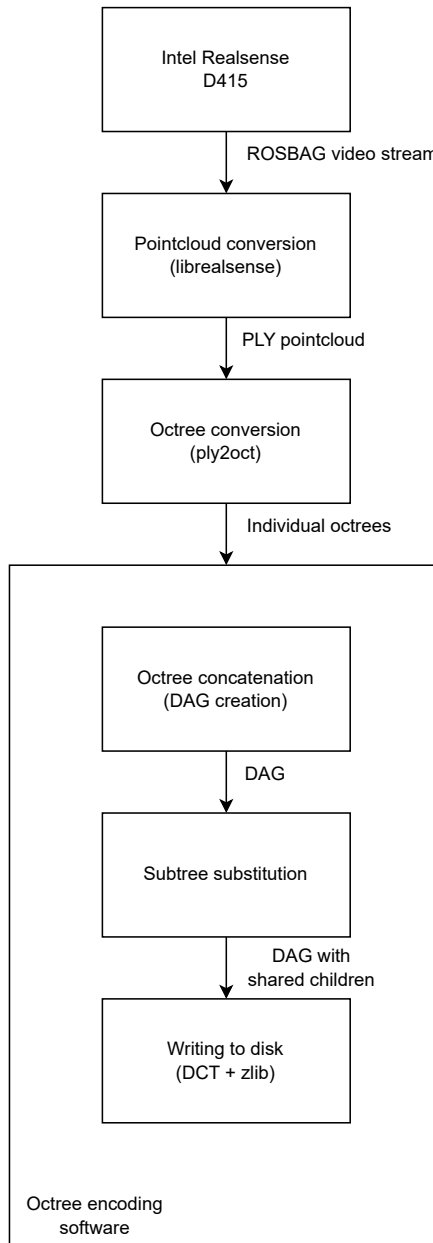 Intel Realsense
D415
ROSBAG video stream
Pointcloud conversion
(librealsense)
PLY pointcloud
Octree conversion
(ply2oct)
Individual octrees
Octree concatenation
(DAG creation)
DAG
Subtree substitution
DAG with
shared children
Writing to disk
(DCT + zlib)
Octree encoding
software